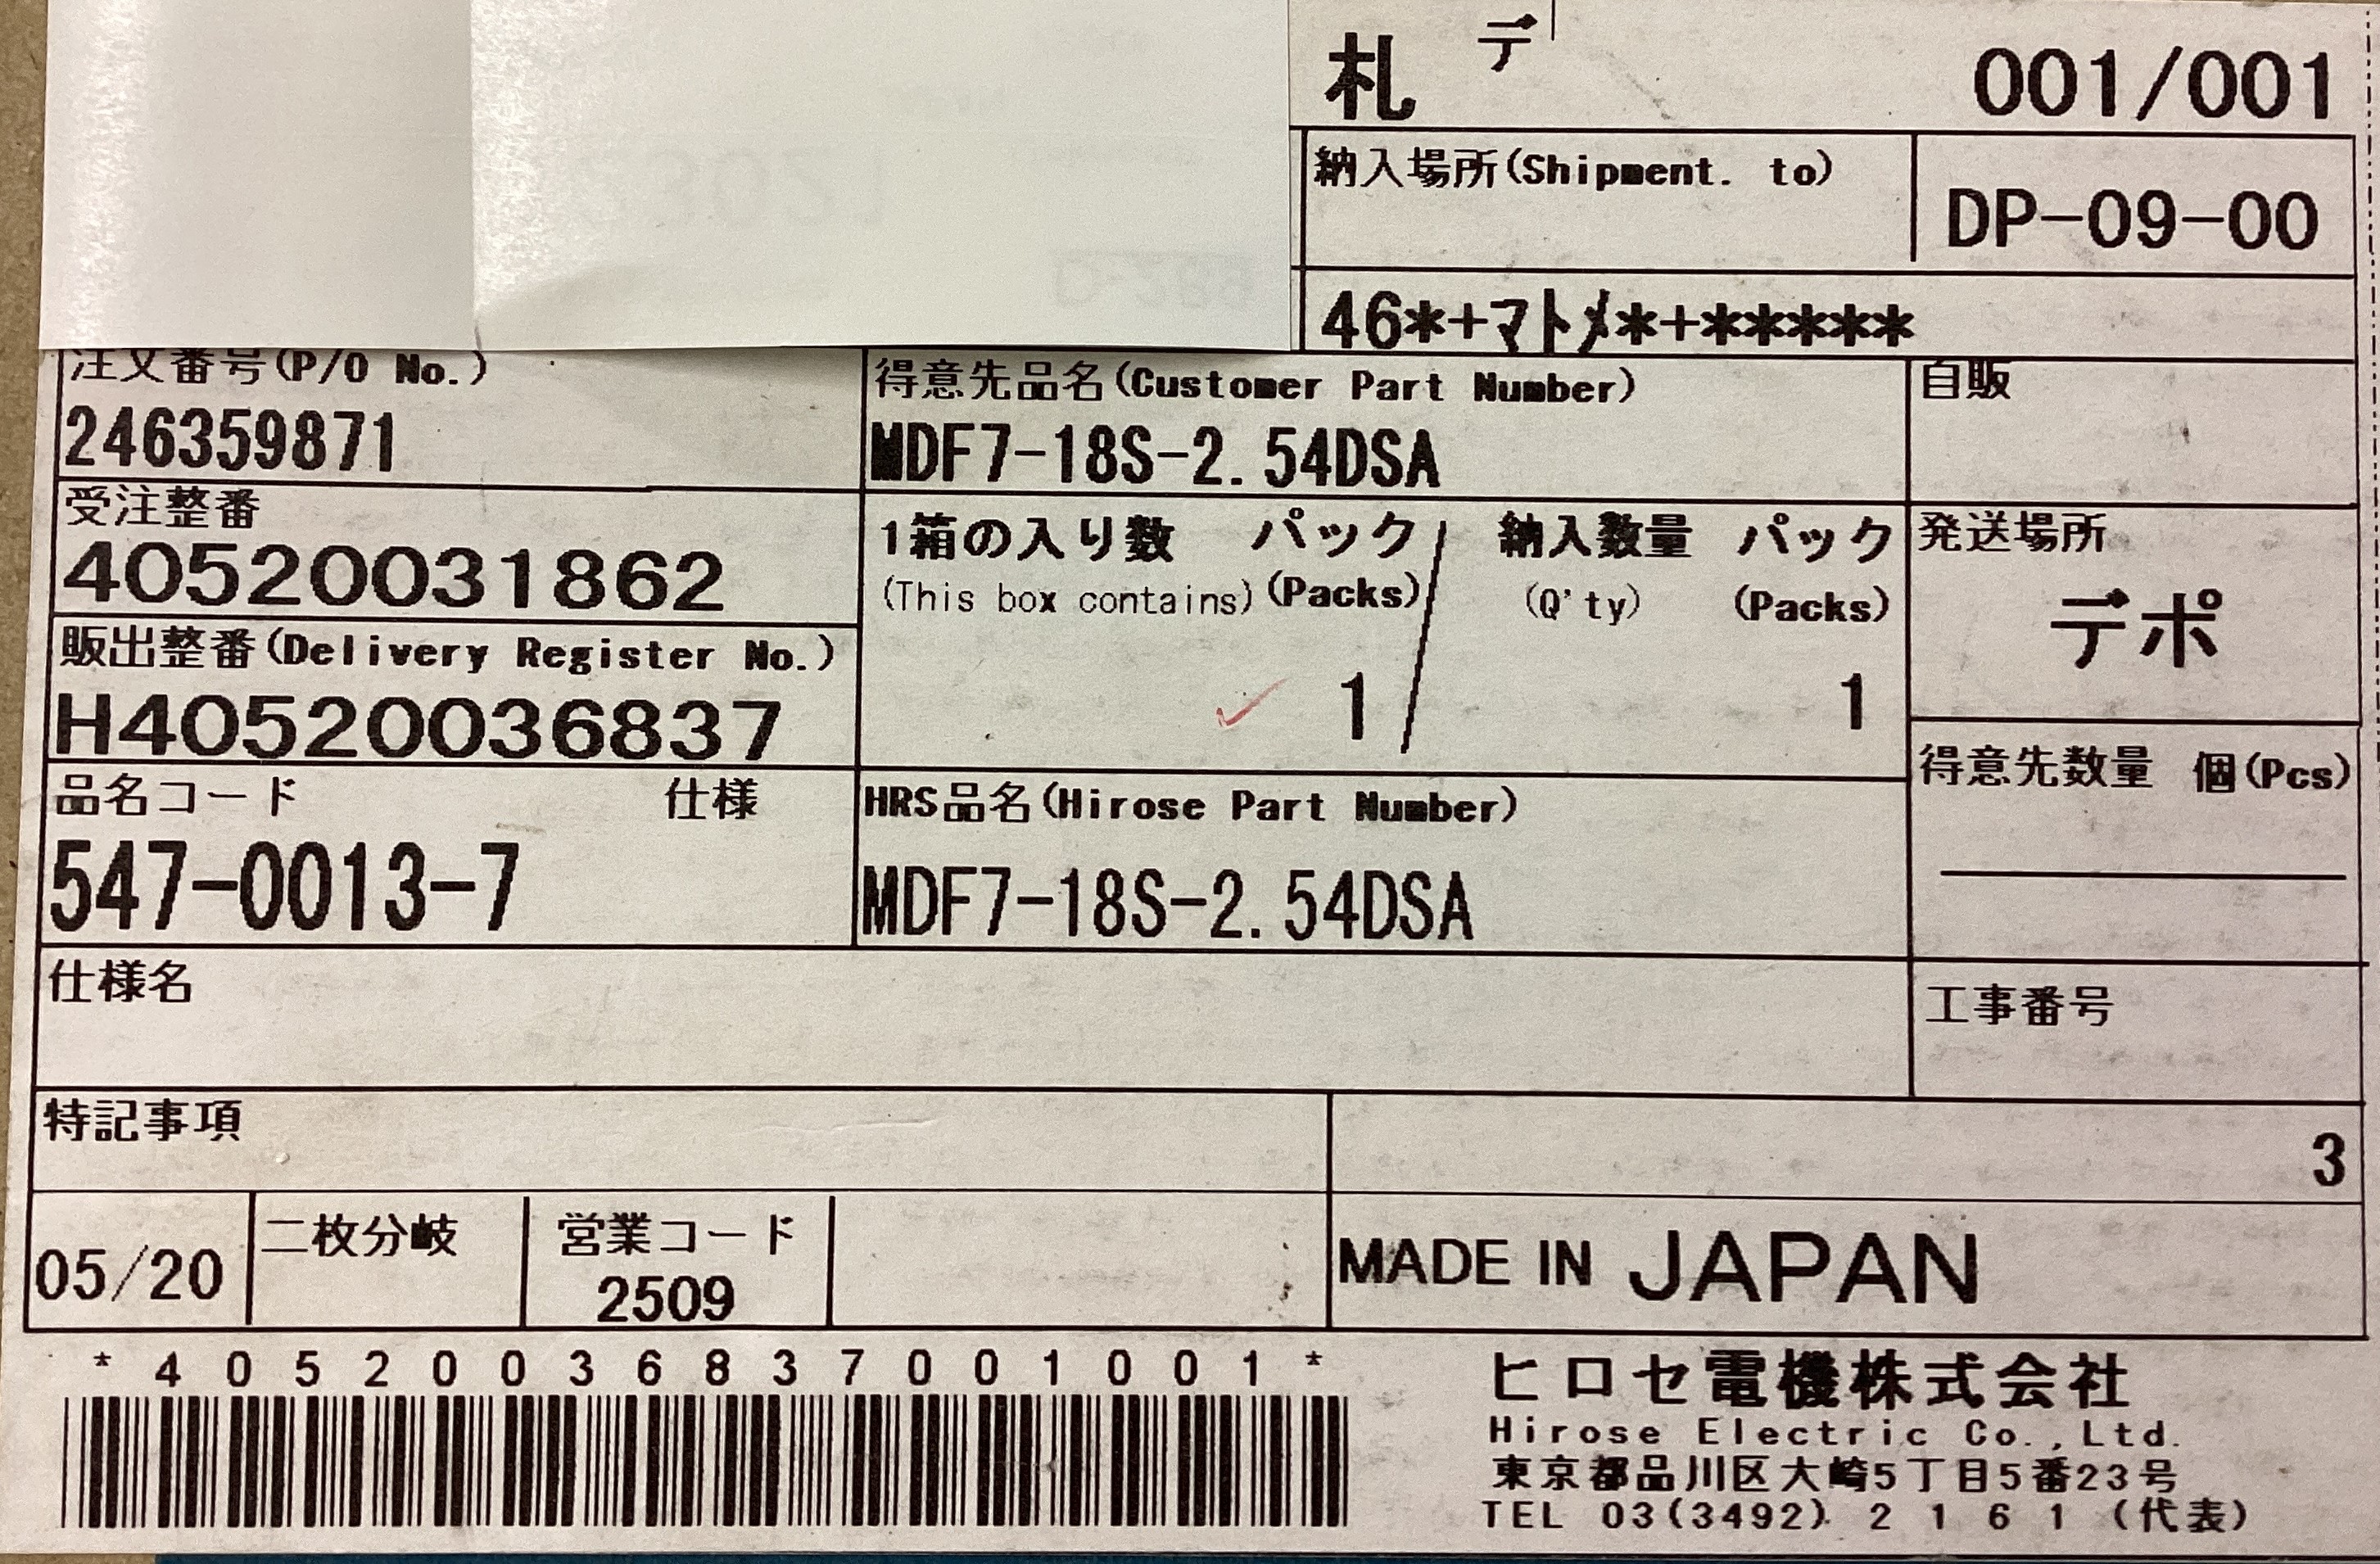 札 デ 001/001
納入場所(Shipment. to) DP-09-00
46*+マトメ*+*****
注文番号(P/O No.) 得意先品名(Customer Part Number) 自販
246359871 MDF7-18S-2.54DSA
受注整番 1箱の入り数 パック/納入数量 パック 発送場所
40520031862 (This box contains)(Packs) (Q'ty) (Packs) デポ
販出整番(Delivery Register No.) 1 1
H40520036837 得意先数量 個(Pcs)
品名コード 仕様 HRS品名(Hirose Part Number)
547-0013-7 MDF7-18S-2.54DSA
仕様名 工事番号
特記事項 3
05/20 二枚分岐 営業コード MADE IN JAPAN
2509
*40520036837001001*
ヒロセ電機株式会社
Hirose Electric Co.,Ltd.
東京都品川区大崎5丁目5番23号
TEL 03(3492)2161(代表)